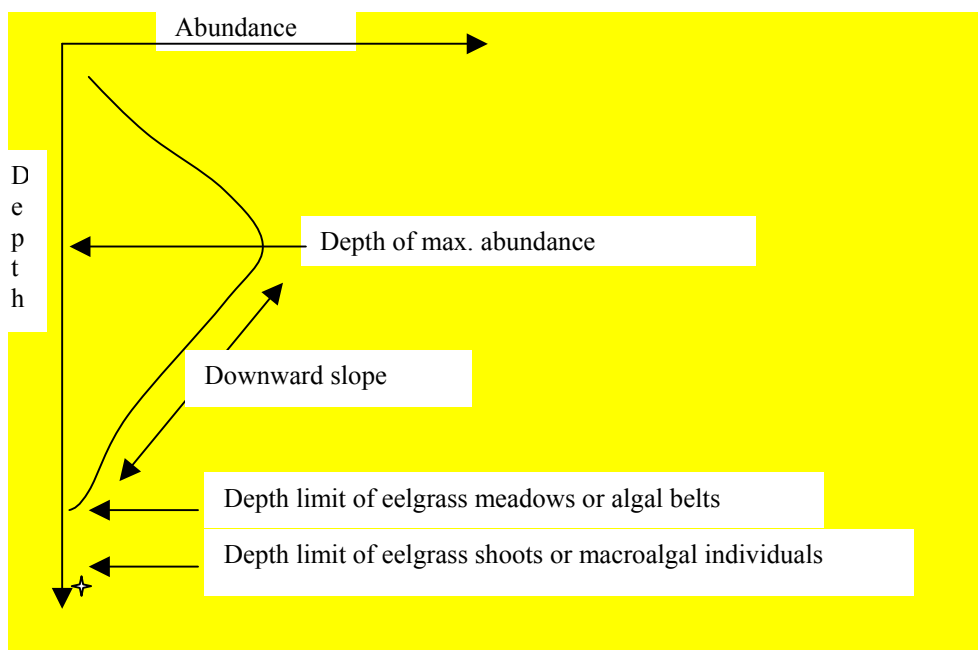 Abundance
D
e
p
t
h
Depth of max. abundance
Downward slope
Depth limit of eelgrass meadows or algal belts
Depth limit of eelgrass shoots or macroalgal individuals